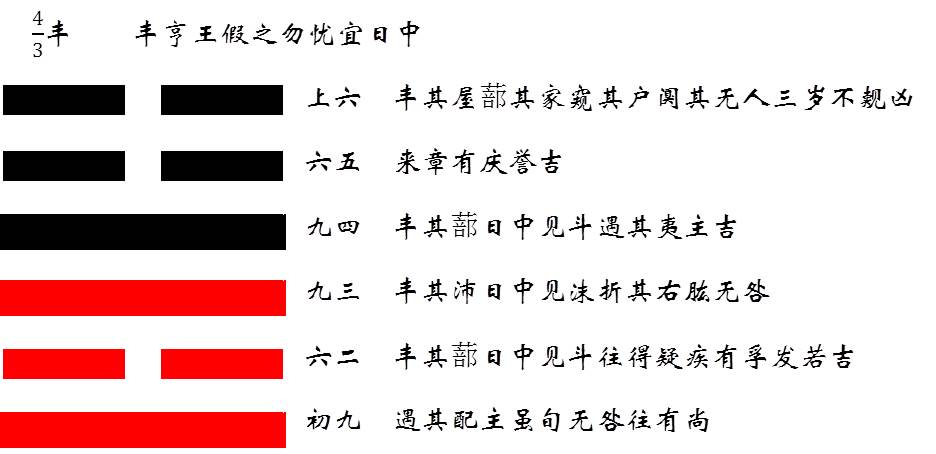 4/3丰 丰亨王假之勿忧宜日中
上六 丰其屋蔀其家窥其户阒其无人三岁不觌凶
六五 来章有庆誉吉
九四 丰其蔀日中见斗遇其夷主吉
九三 丰其沛日中见沬折其右肱无咎
六二 丰其蔀日中见斗往得疑疾有孚发若吉
初九 遇其配主虽旬无咎往有尚